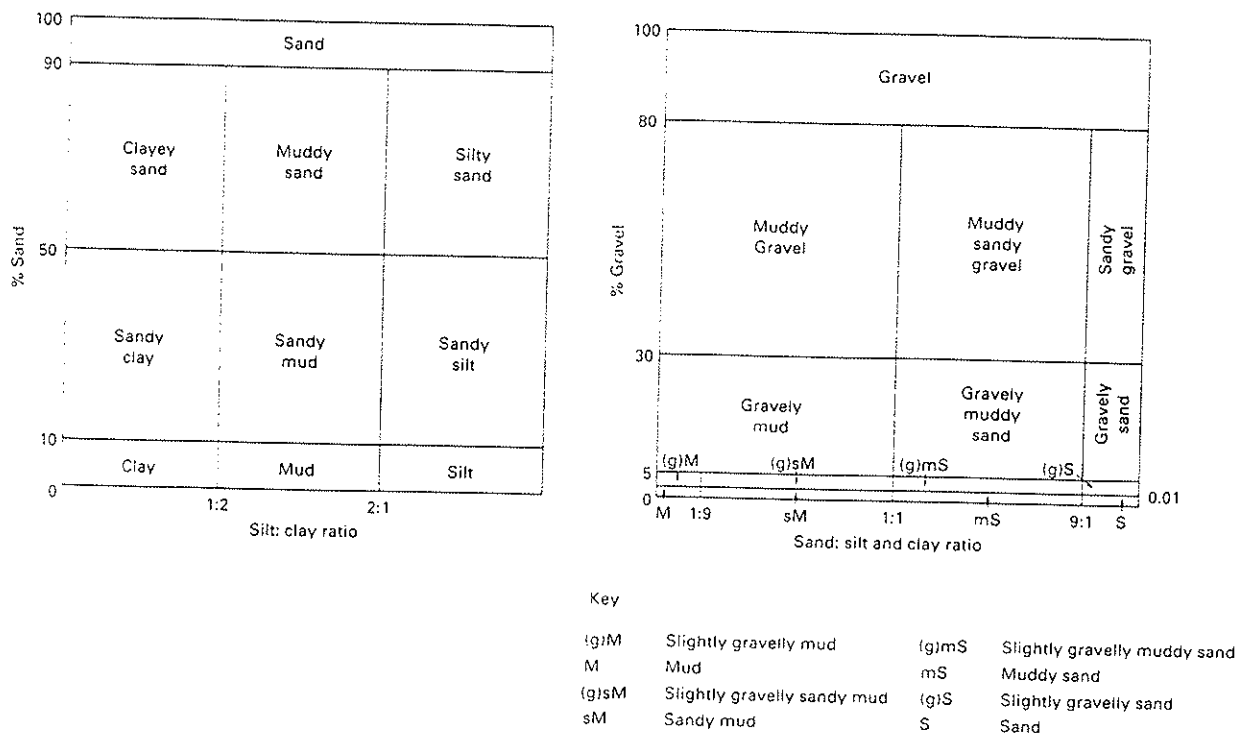 100
Sand
90
Clayey
sand
Muddy
sand
Silty
sand
50
% Sand
Sandy
clay
Sandy
mud
Sandy
silt
10
Clay
Mud
Silt
0
1:2
2:1
Silt: clay ratio
100
Gravel
80
Muddy
Gravel
Muddy
sandy
gravel
Sandy
gravel
% Gravel
30
Gravely
mud
Gravely
muddy
sand
Gravely
sand
(g)M
(g)sM
(g)mS
(g)S
5
0
0.01
M
1:9
sM
1:1
mS
9:1
S
Sand: silt and clay ratio
Key
(g)M Slightly gravelly mud
M Mud
(g)sM Slightly gravelly sandy mud
sM Sandy mud
(g)mS Slightly gravelly muddy sand
mS Muddy sand
(g)S Slightly gravelly sand
S Sand